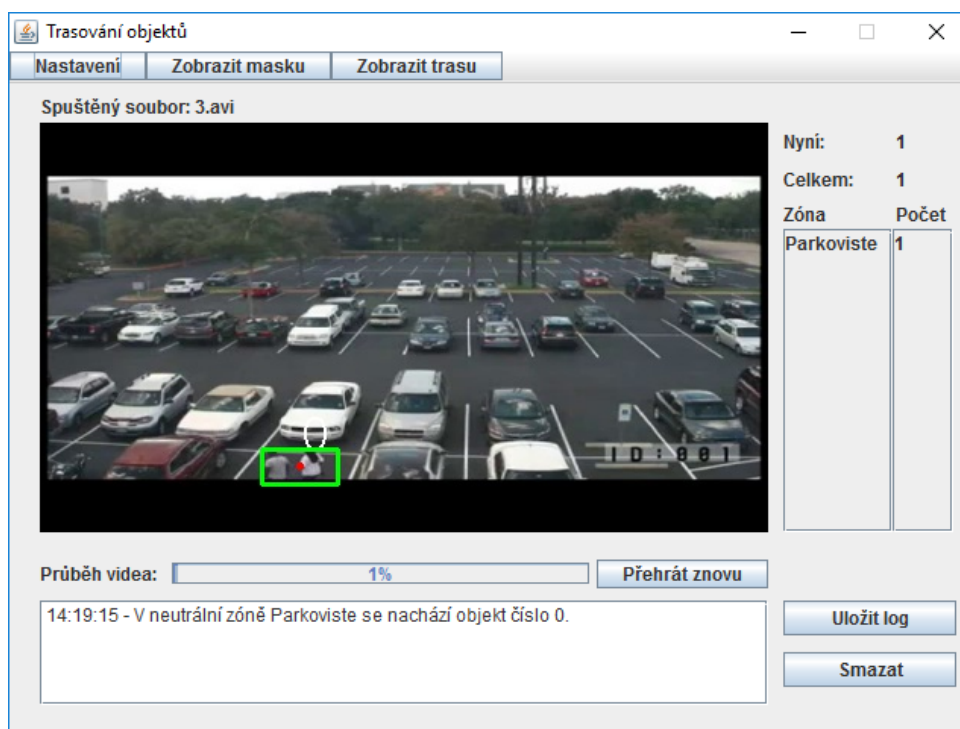 Trasování objektů
Nastavení Zobrazit masku Zobrazit trasu
Spuštěný soubor: 3.avi
Nyní: 1
Celkem: 1
Zóna Počet
Parkoviste 1
ID:001
Průběh videa: 1% Přehrát znovu
14:19:15 - V neutrální zóně Parkoviste se nachází objekt číslo 0.
Uložit log
Smazat